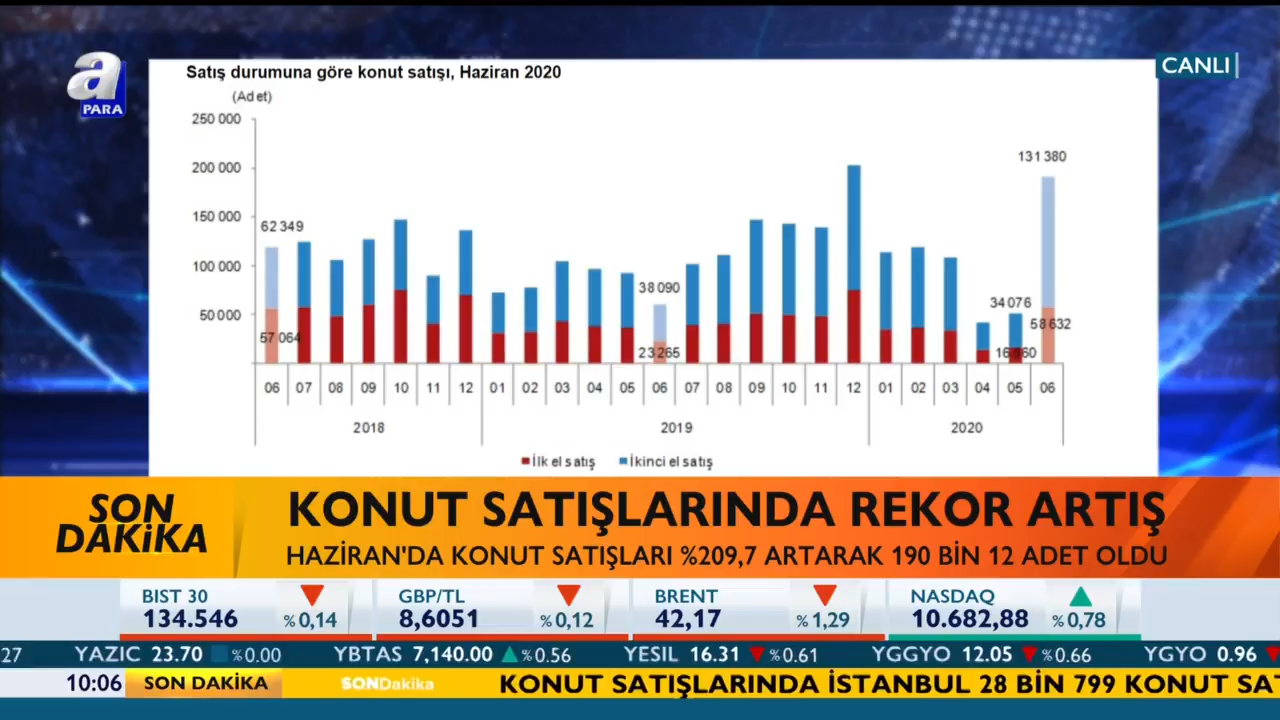 a
PARA
CANLI
Satış durumuna göre konut satışı, Haziran 2020
(Adet)
250 000
200 000
150 000
100 000
50 000
62 349
57 064
38 090
23 265
34 076
131 380
58 632
06 07 08 09 10 11 12 01 02 03 04 05 06 07 08 09 10 11 12 01 02 03 04 05 06
2018 2019 2020
İlk el satış İkinci el satış
SON
DAKİKA
KONUT SATIŞLARINDA REKOR ARTIŞ
HAZİRAN'DA KONUT SATIŞLARI %209,7 ARTARAK 190 BİN 12 ADET OLDU
BIST 30 GBP/TL BRENT NASDAQ
134.546 %0,14 8,6051 %0,12 42,17 %1,29 10.682,88 %0,78
27 YAZIC 23.70 %0.00 YBTAS 7,140.00 %0.56 YESIL 16.31 %0.61 YGGYO 12.05 %0.66 YGYO 0.96
10:06 SON DAKİKA SONDakika KONUT SATIŞLARINDA İSTANBUL 28 BİN 799 KONUT SAT